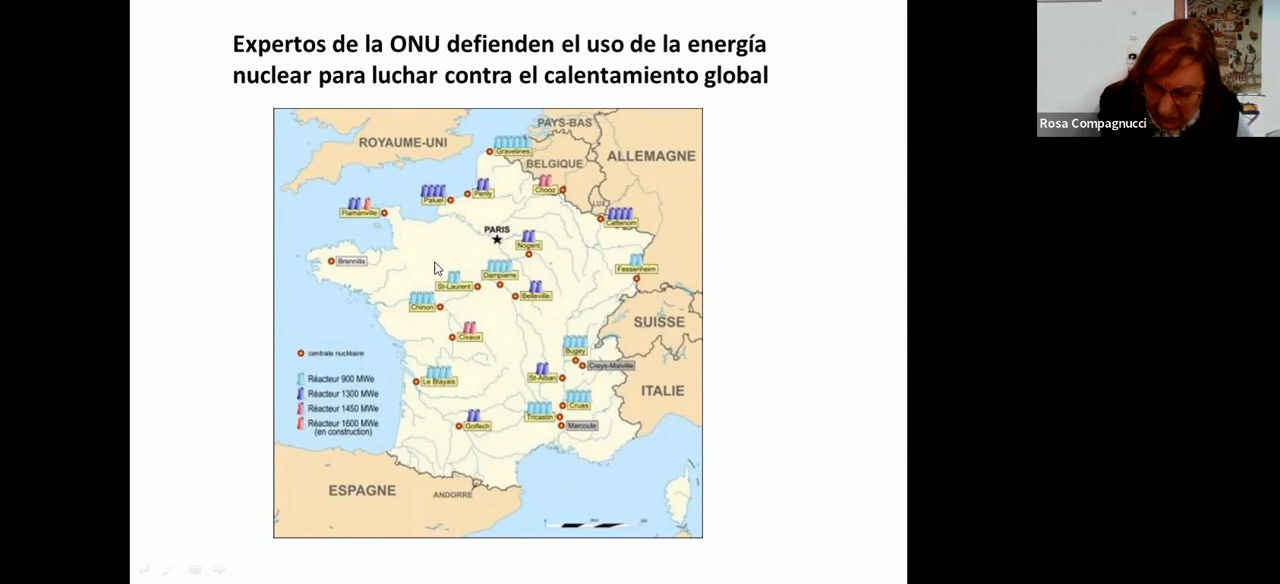 Expertos de la ONU defienden el uso de la energía
nuclear para luchar contra el calentamiento global
Rosa Compagnucci
PAYS-BAS
ROYAUME-UNI
Gravelines
BELGIQUE
ALLEMAGNE
Chooz
Penly
Paluel
LUX
Flamanville
Cattenom
PARIS
Nogent
Brennilis
Dampierre
Fessenheim
St-Laurent
Belleville
Chinon
SUISSE
Civaux
Bugey
centrale nucléaire
Creys-Malville
Réacteur 900 MWe
St-Alban
Le Blayais
ITALIE
Réacteur 1300 MWe
Réacteur 1450 MWe
Cruas
Tricastin
Réacteur 1600 MWe
(en construction)
Golfech
Marcoule
ESPAGNE
ANDORRE